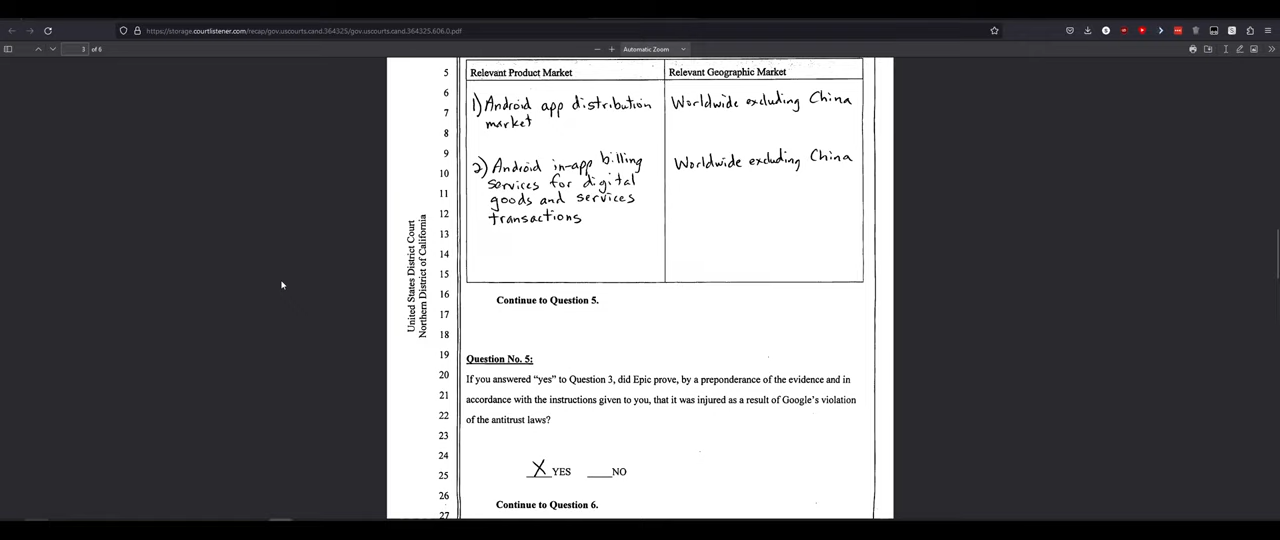 https://storage.courtlistener.com/recap/gov.uscourts.cand.364325/gov.uscourts.cand.364325.606.0.pdf
3 of 6
Automatic Zoom
5 Relevant Product Market Relevant Geographic Market
6
1) Android app distribution Worldwide excluding China
7
market
8
9
2) Android in-app billing Worldwide excluding China
10
services for digital
11
goods and services
12
transactions
13
14
15
United States District Court
Northern District of California
16 Continue to Question 5.
17
18
19 Question No. 5:
20 If you answered “yes” to Question 3, did Epic prove, by a preponderance of the evidence and in
21 accordance with the instructions given to you, that it was injured as a result of Google’s violation
22 of the antitrust laws?
23
24
25 X YES ____NO
26 Continue to Question 6.
27